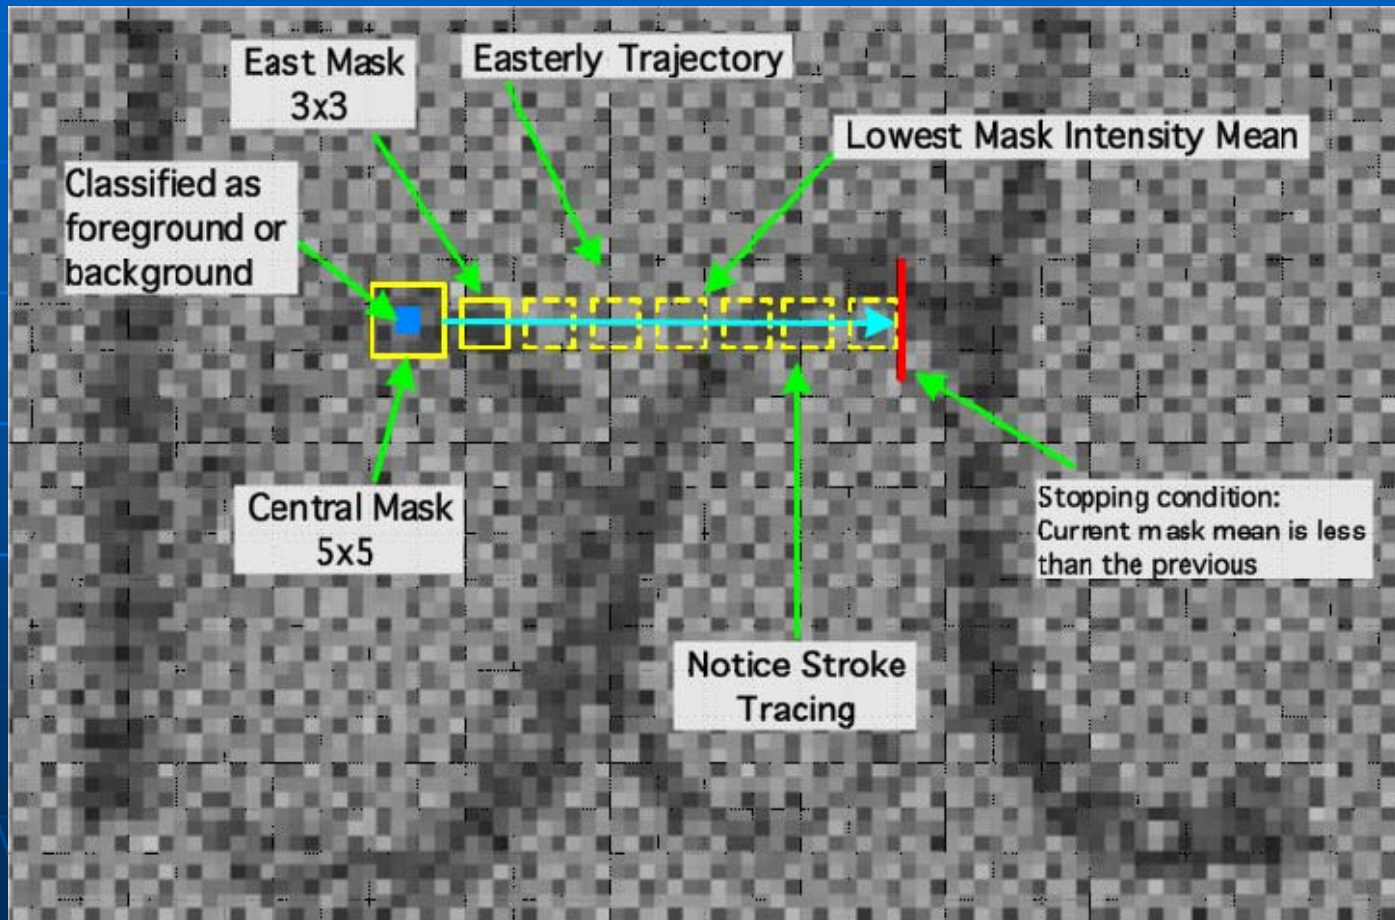 East Mask
3x3
Easterly Trajectory
Lowest Mask Intensity Mean
Classified as
foreground or
background
Central Mask
5x5
Stopping condition:
Current mask mean is less
than the previous
Notice Stroke
Tracing